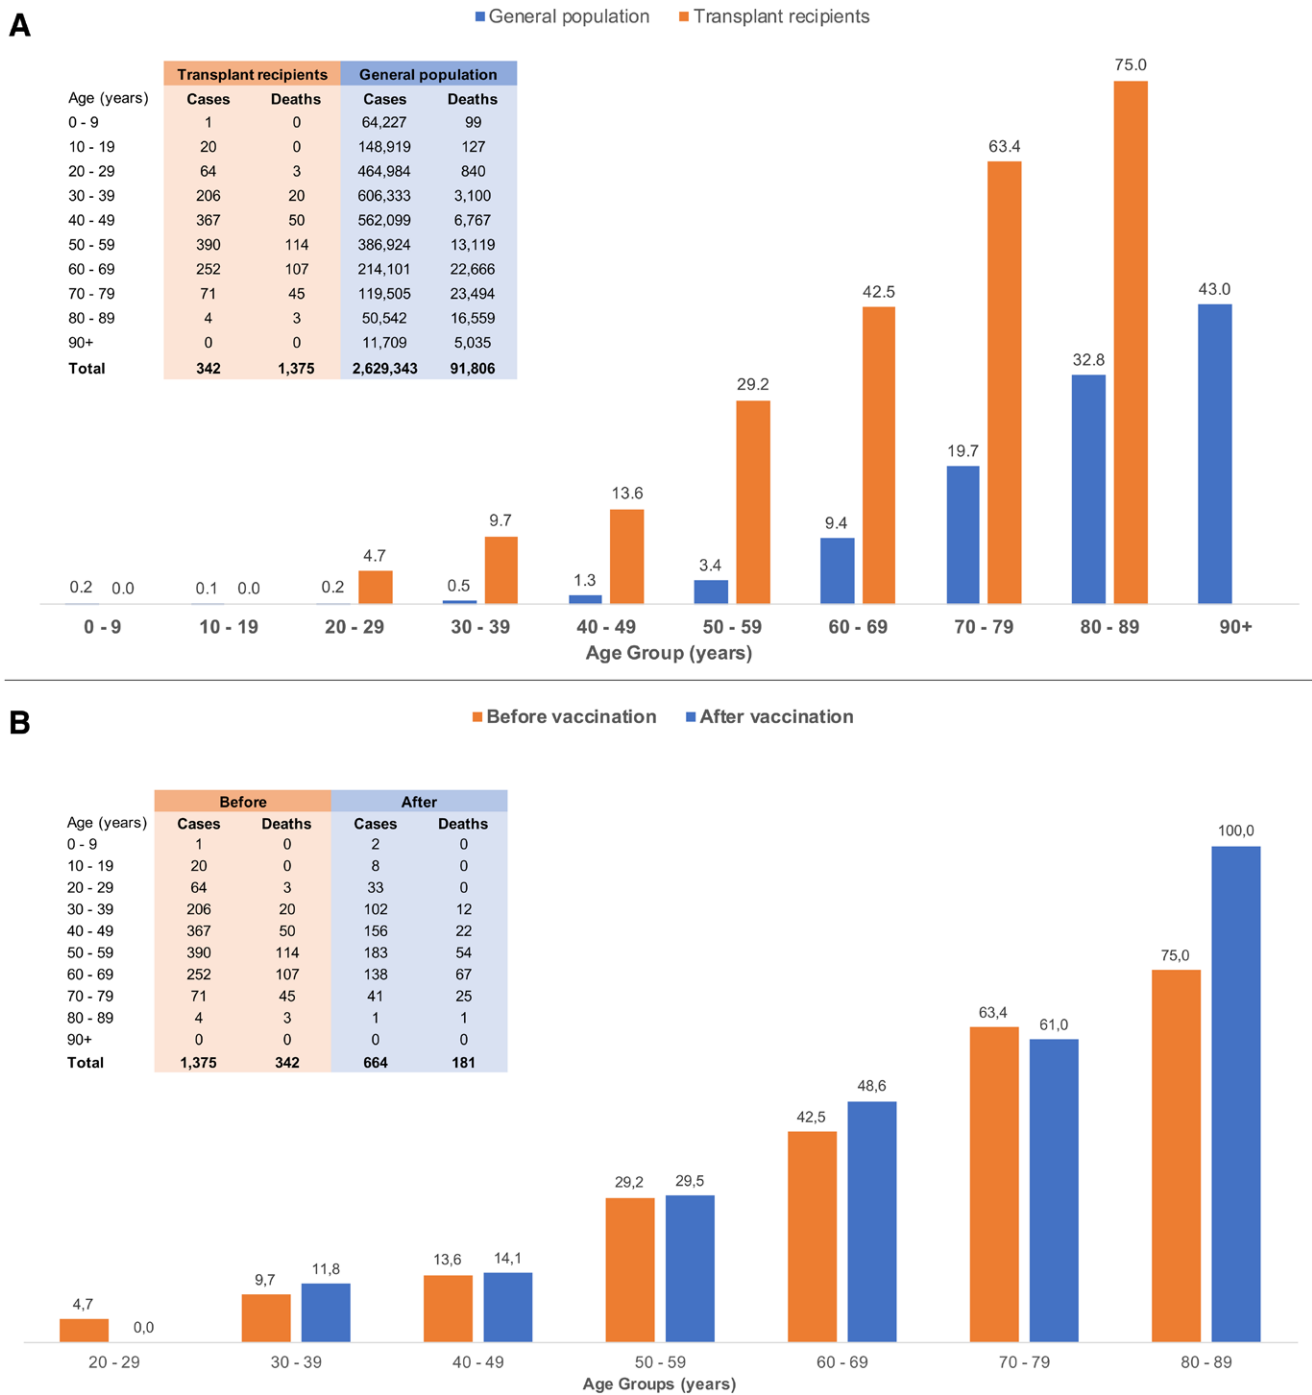 A
General population Transplant recipients
Transplant recipients General population
Age (years) Cases Deaths Cases Deaths
0 - 9 1 0 64,227 99
10 - 19 20 0 148,919 127
20 - 29 64 3 464,984 840
30 - 39 206 20 606,333 3,100
40 - 49 367 50 562,099 6,767
50 - 59 390 114 386,924 13,119
60 - 69 252 107 214,101 22,666
70 - 79 71 45 119,505 23,494
80 - 89 4 3 50,542 16,559
90+ 0 0 11,709 5,035
Total 342 1,375 2,629,343 91,806
0.2 0.0 0.1 0.0 0.2 4.7 0.5 9.7 1.3 13.6 3.4 29.2 9.4 42.5 19.7 63.4 32.8 75.0 43.0
0 - 9 10 - 19 20 - 29 30 - 39 40 - 49 50 - 59 60 - 69 70 - 79 80 - 89 90+
Age Group (years)
B
Before vaccination After vaccination
Before After
Age (years) Cases Deaths Cases Deaths
0 - 9 1 0 2 0
10 - 19 20 0 8 0
20 - 29 64 3 33 0
30 - 39 206 20 102 12
40 - 49 367 50 156 22
50 - 59 390 114 183 54
60 - 69 252 107 138 67
70 - 79 71 45 41 25
80 - 89 4 3 1 1
90+ 0 0 0 0
Total 1,375 342 664 181
4,7 0,0 9,7 11,8 13,6 14,1 29,2 29,5 42,5 48,6 63,4 61,0 75,0 100,0
20 - 29 30 - 39 40 - 49 50 - 59 60 - 69 70 - 79 80 - 89
Age Groups (years)